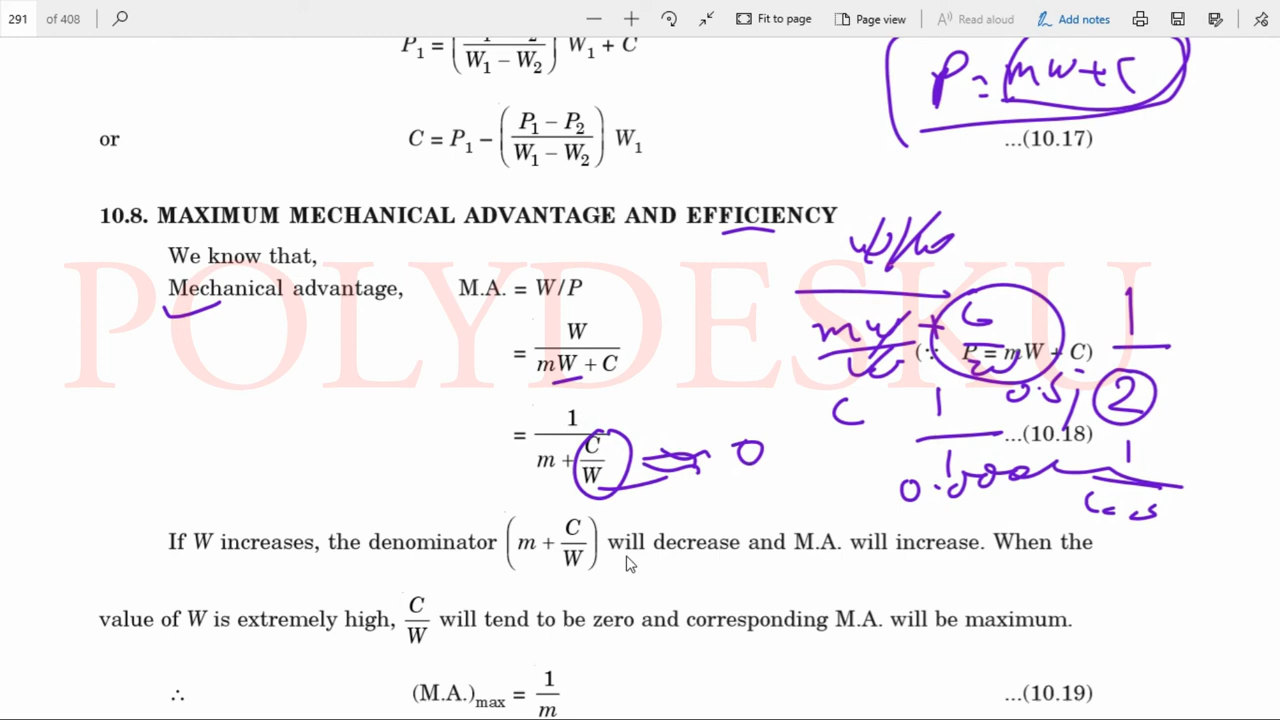 291 of 408 Fit to page Page view Read aloud Add notes
P₁ = ( / W₁ − W₂ ) W₁ + C
P = mW + C
or C = P₁ − ( P₁ − P₂ / W₁ − W₂ ) W₁ ...(10.17)
10.8. MAXIMUM MECHANICAL ADVANTAGE AND EFFICIENCY
We know that,
Mechanical advantage, M.A. = W/P
= W / mW + C (∵ P = mW + C)
= 1 / m + C/W ...(10.18)
0
1
2
0.5
C
1
If W increases, the denominator ( m + C/W ) will decrease and M.A. will increase. When the
value of W is extremely high, C/W will tend to be zero and corresponding M.A. will be maximum.
∴ (M.A.)max = 1/m ...(10.19)
POLYDESKU